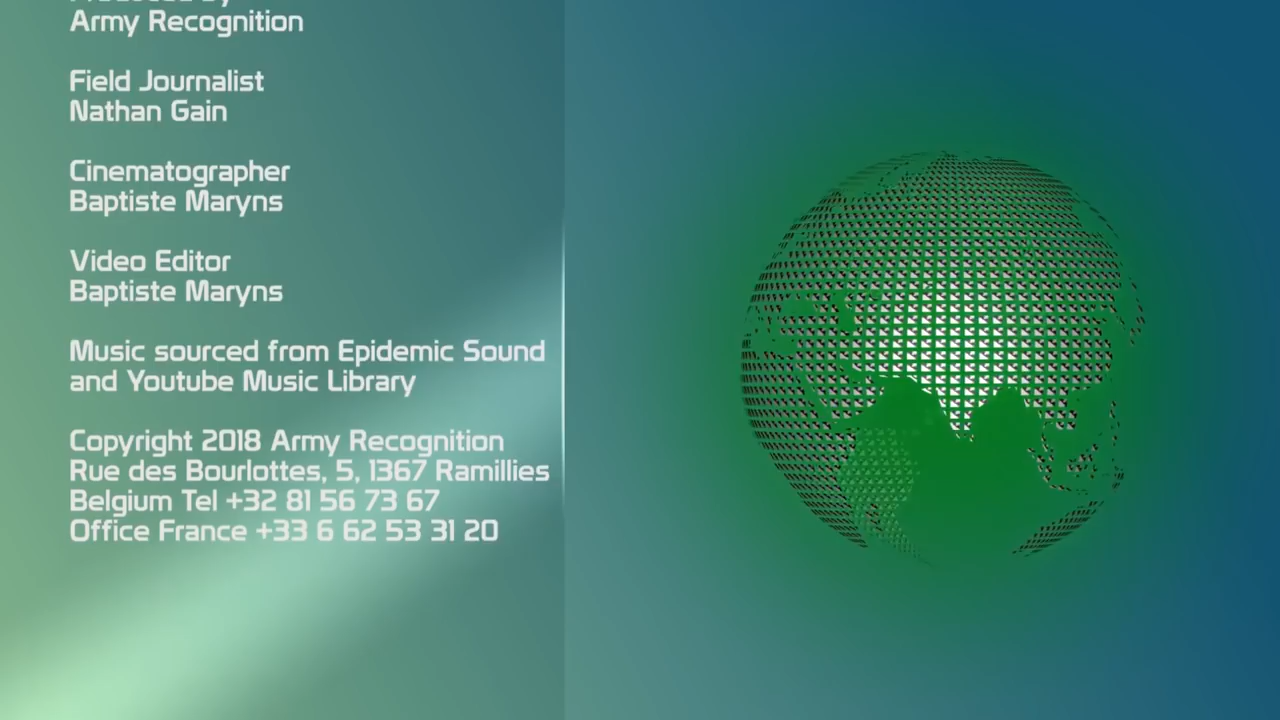 Army Recognition
Field Journalist
Nathan Gain
Cinematographer
Baptiste Maryns
Video Editor
Baptiste Maryns
Music sourced from Epidemic Sound
and Youtube Music Library
Copyright 2018 Army Recognition
Rue des Bourlottes, 5, 1367 Ramillies
Belgium Tel +32 81 56 73 67
Office France +33 6 62 53 31 20